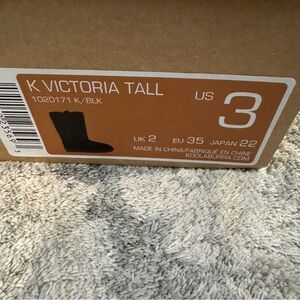 K VICTORIA TALL
1020171 K/BLK
US 3
UK 2 EU 35 JAPAN 22
MADE IN CHINA/FABRIQUÉ EN CHINE
KOOLABURRA.COM